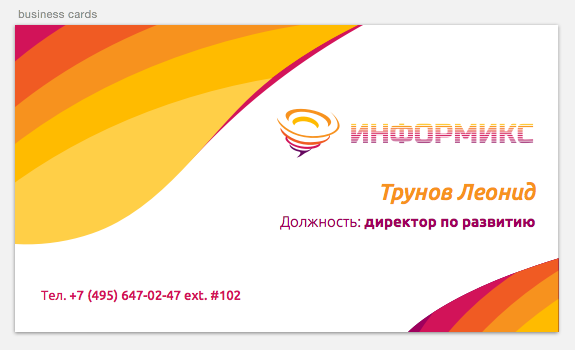 business cards
ИНФОРМИКС
Трунов Леонид
Должность: директор по развитию
Тел. +7 (495) 647-02-47 ext. #102